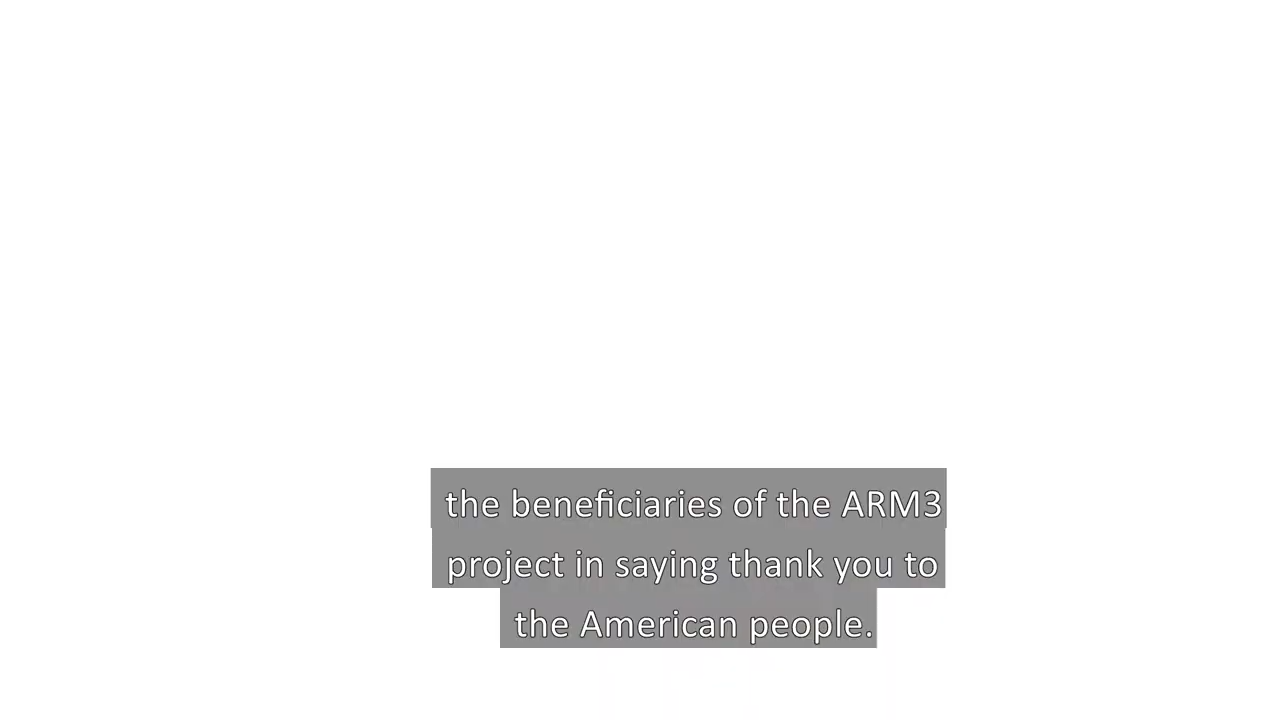 the beneficiaries of the ARM3
project in saying thank you to
the American people.